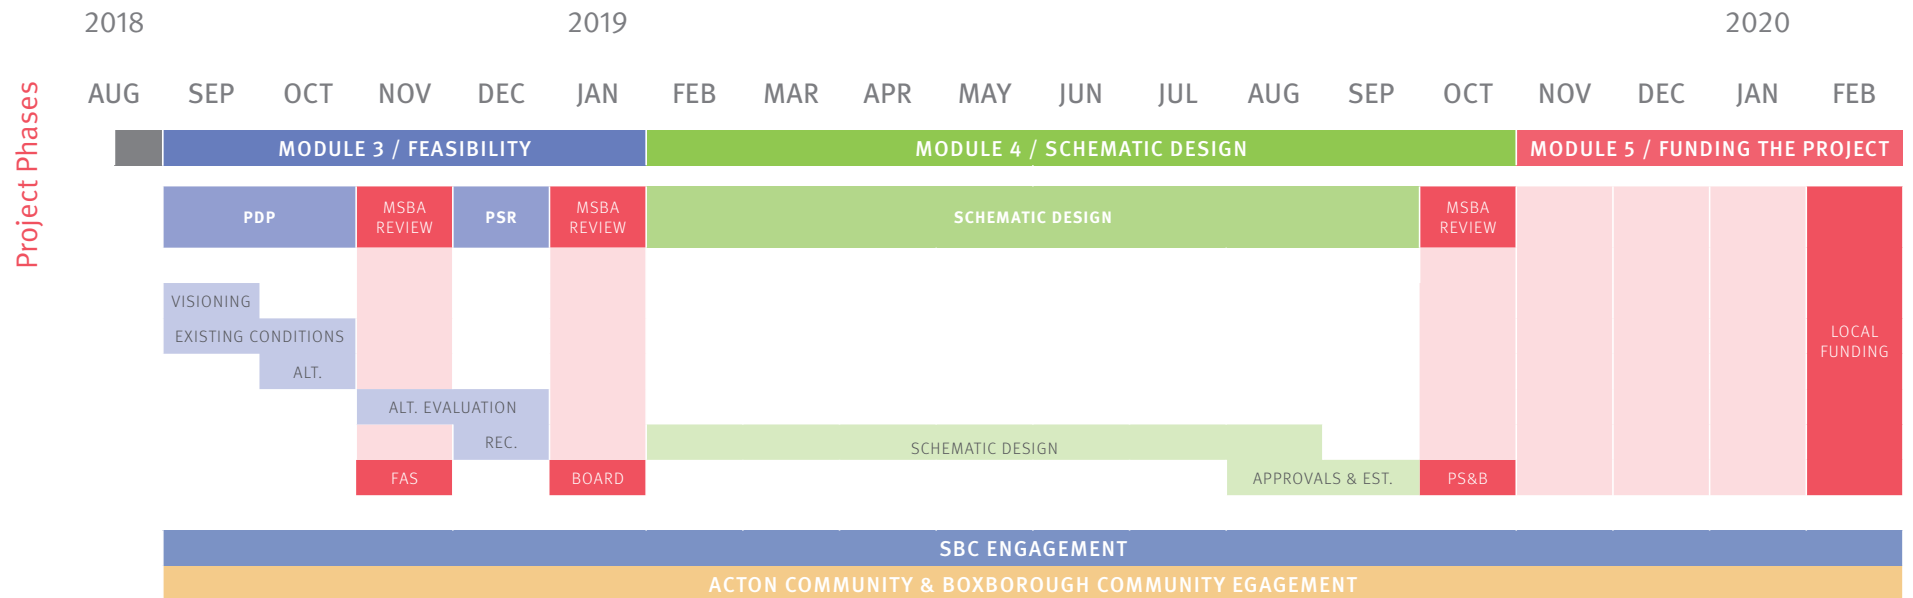 2018 2019 2020
Project Phases
AUG SEP OCT NOV DEC JAN FEB MAR APR MAY JUN JUL AUG SEP OCT NOV DEC JAN FEB
MODULE 3 / FEASIBILITY MODULE 4 / SCHEMATIC DESIGN MODULE 5 / FUNDING THE PROJECT
PDP MSBA REVIEW PSR MSBA REVIEW SCHEMATIC DESIGN MSBA REVIEW
VISIONING
EXISTING CONDITIONS
LOCAL FUNDING
ALT.
ALT. EVALUATION
REC. SCHEMATIC DESIGN
FAS BOARD APPROVALS & EST. PS&B
SBC ENGAGEMENT
ACTON COMMUNITY & BOXBOROUGH COMMUNITY EGAGEMENT